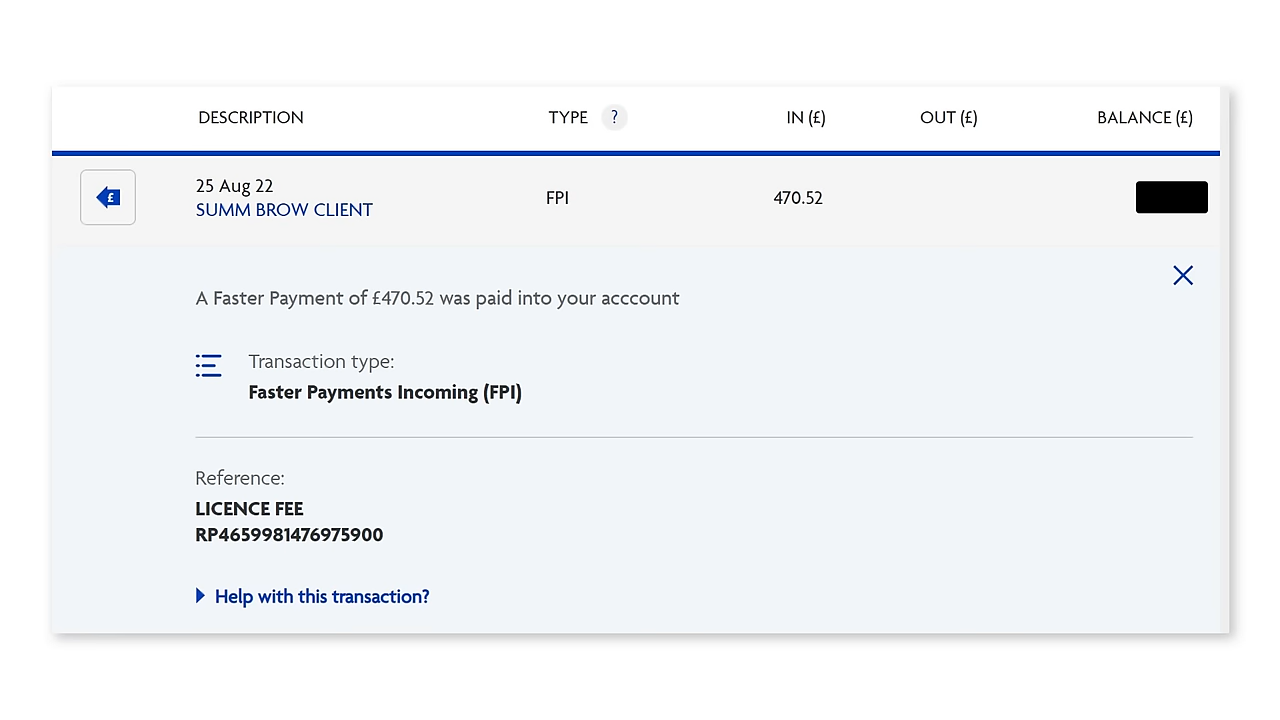 DESCRIPTION TYPE ? IN (£) OUT (£) BALANCE (£)
£
25 Aug 22
SUMM BROW CLIENT FPI 470.52
A Faster Payment of £470.52 was paid into your acccount
Transaction type:
Faster Payments Incoming (FPI)
Reference:
LICENCE FEE
RP4659981476975900
Help with this transaction?